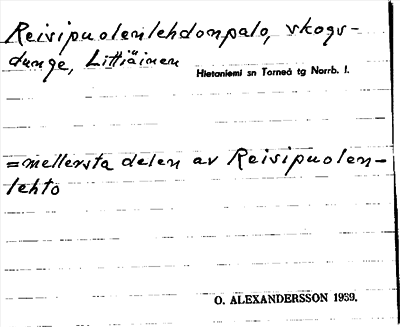 Reisipuolenlehdonpalo, skogs-
dunge, Littiäinen
Hietaniemi sn Torneå tg Norrb. l.
=mellersta delen av Reisipuolen-
lehto
O. ALEXANDERSSON 1959.